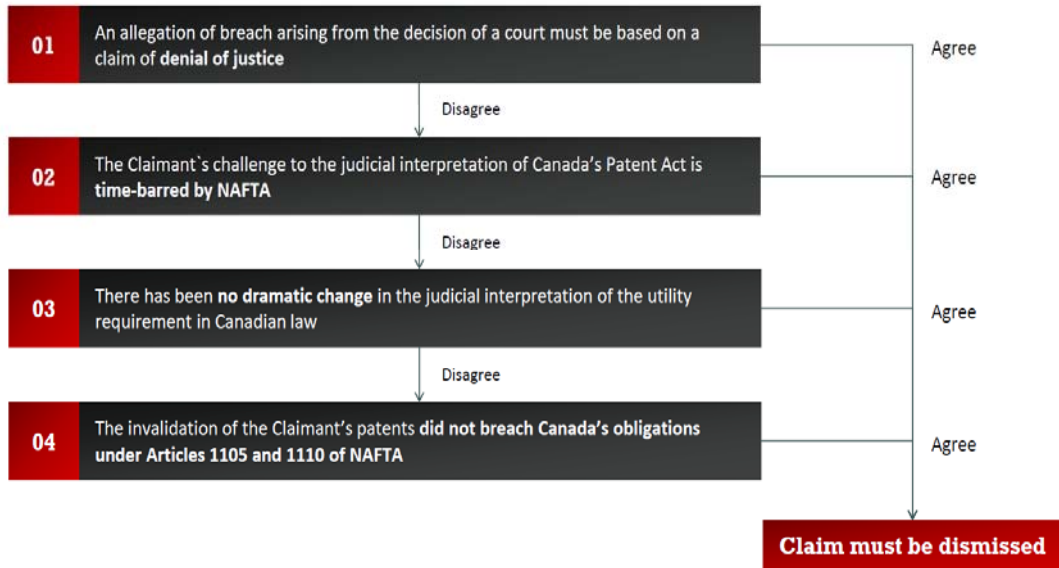 01
An allegation of breach arising from the decision of a court must be based on a
claim of denial of justice
Agree
Disagree
02
The Claimant`s challenge to the judicial interpretation of Canada's Patent Act is
time-barred by NAFTA
Agree
Disagree
03
There has been no dramatic change in the judicial interpretation of the utility
requirement in Canadian law
Agree
Disagree
04
The invalidation of the Claimant's patents did not breach Canada's obligations
under Articles 1105 and 1110 of NAFTA
Agree
Claim must be dismissed